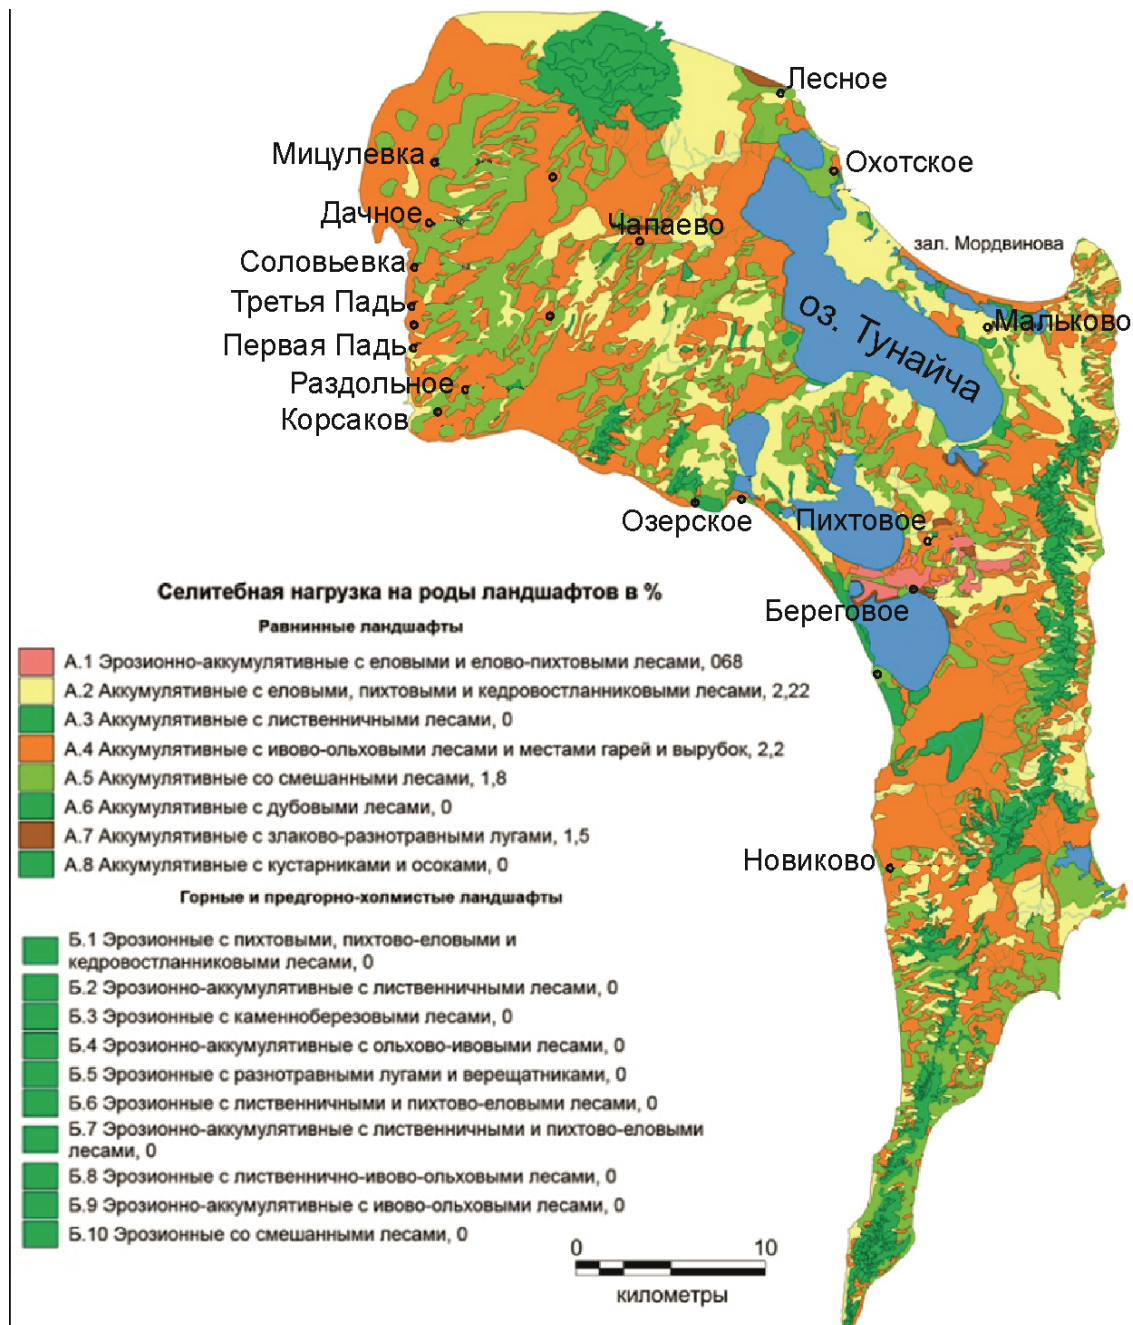 Лесное
Мицулевка
Охотское
Дачное
Чапаево
зал. Мордвинова
Соловьевка
Третья Падь
оз. Тунайча
Мальково
Первая Падь
Раздольное
Корсаков
Озерское
Пихтовое
Береговое
Новиково
Селитебная нагрузка на роды ландшафтов в %
Равнинные ландшафты
А.1 Эрозионно-аккумулятивные с еловыми и елово-пихтовыми лесами, 068
А.2 Аккумулятивные с еловыми, пихтовыми и кедровостланниковыми лесами, 2,22
А.3 Аккумулятивные с лиственничными лесами, 0
А.4 Аккумулятивные с ивово-ольховыми лесами и местами гарей и вырубок, 2,2
А.5 Аккумулятивные со смешанными лесами, 1,8
А.6 Аккумулятивные с дубовыми лесами, 0
А.7 Аккумулятивные с злаково-разнотравными лугами, 1,5
А.8 Аккумулятивные с кустарниками и осоками, 0
Горные и предгорно-холмистые ландшафты
Б.1 Эрозионные с пихтовыми, пихтово-еловыми и
кедровостланниковыми лесами, 0
Б.2 Эрозионно-аккумулятивные с лиственничными лесами, 0
Б.3 Эрозионные с каменноберезовыми лесами, 0
Б.4 Эрозионно-аккумулятивные с ольхово-ивовыми лесами, 0
Б.5 Эрозионные с разнотравными лугами и верещатниками, 0
Б.6 Эрозионные с лиственничными и пихтово-еловыми лесами, 0
Б.7 Эрозионно-аккумулятивные с лиственничными и пихтово-еловыми
лесами, 0
Б.8 Эрозионные с лиственнично-ивово-ольховыми лесами, 0
Б.9 Эрозионно-аккумулятивные с ивово-ольховыми лесами, 0
Б.10 Эрозионные со смешанными лесами, 0
0 10
километры